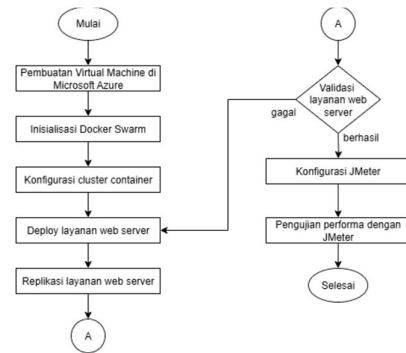 Mulai
Pembuatan Virtual Machine di
Microsoft Azure
Inisialisasi Docker Swarm
Konfigurasi cluster container
Deploy layanan web server
Replikasi layanan web server
A
A
Validasi
layanan web
server
gagal
berhasil
Konfigurasi JMeter
Pengujian performa dengan
JMeter
Selesai